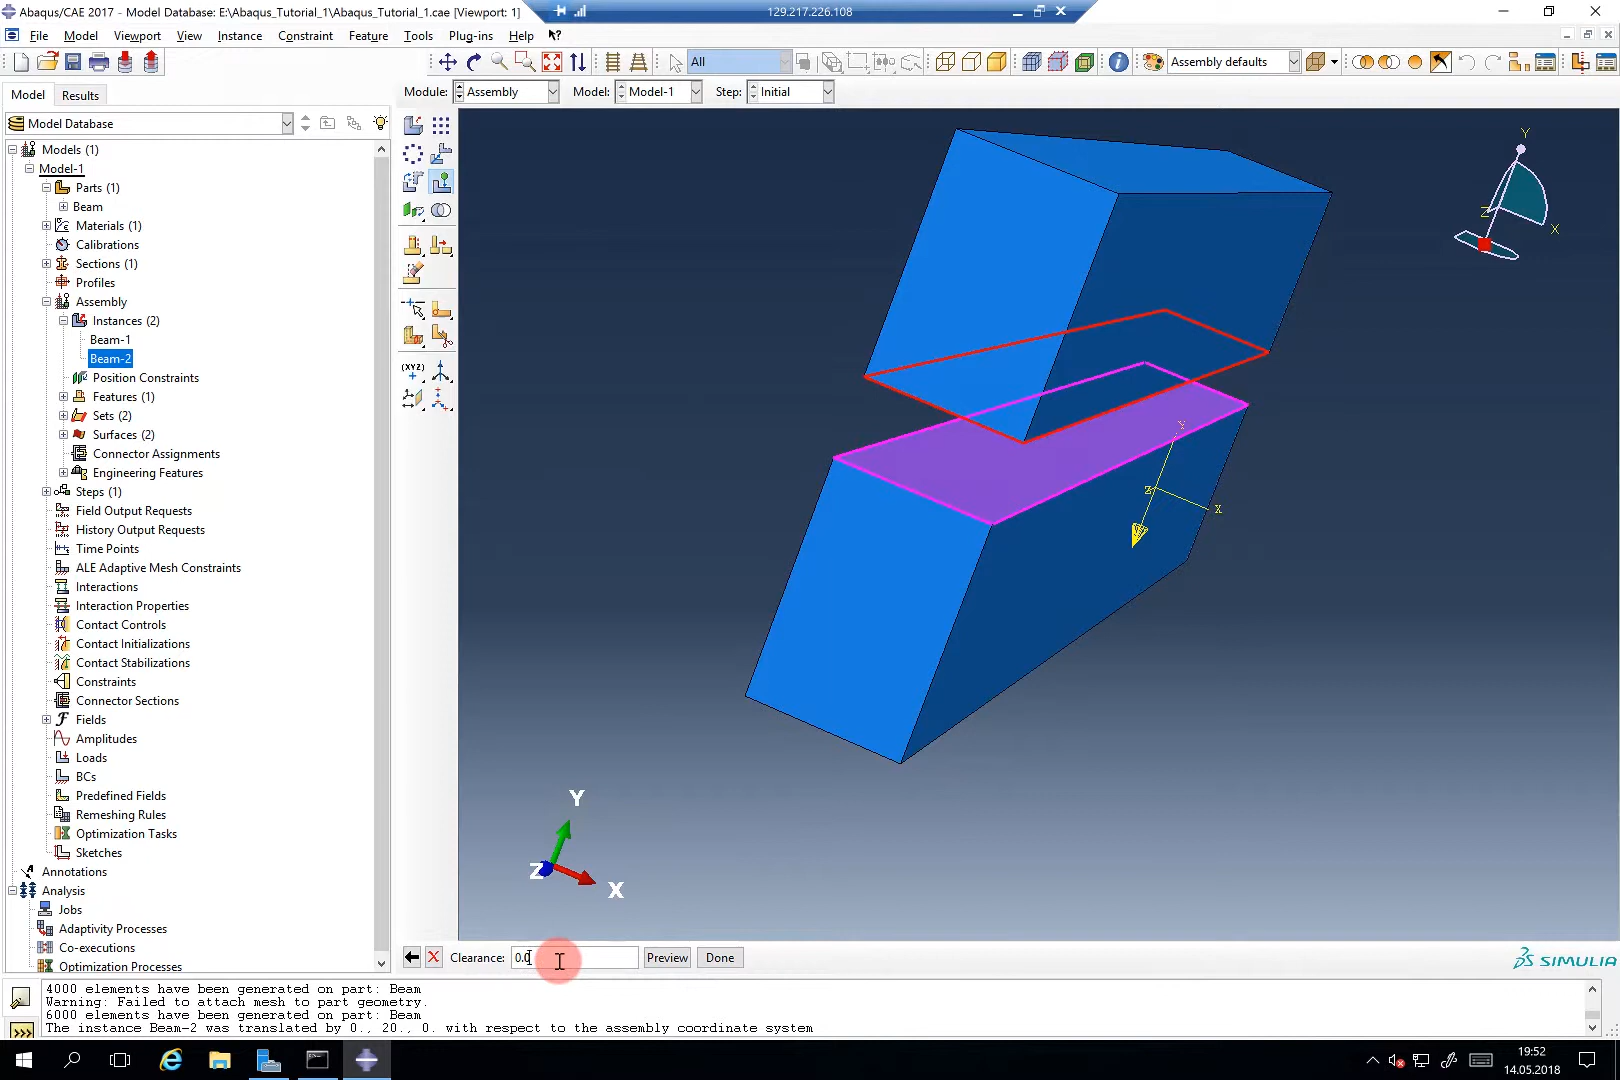 Abaqus/CAE 2017 - Model Database: E:\Abaqus_Tutorial_1\Abaqus_Tutorial_1.cae [Viewport: 1]
129.217.226.108
File Model Viewport View Instance Constraint Feature Tools Plug-ins Help
All
Assembly defaults
Model Results
Module: Assembly Model: Model-1 Step: Initial
Model Database
Models (1)
Model-1
Parts (1)
Beam
Materials (1)
Calibrations
Sections (1)
Profiles
Assembly
Instances (2)
Beam-1
Beam-2
Position Constraints
Features (1)
Sets (2)
Surfaces (2)
Connector Assignments
Engineering Features
Steps (1)
Field Output Requests
History Output Requests
Time Points
ALE Adaptive Mesh Constraints
Interactions
Interaction Properties
Contact Controls
Contact Initializations
Contact Stabilizations
Constraints
Connector Sections
Fields
Amplitudes
Loads
BCs
Predefined Fields
Remeshing Rules
Optimization Tasks
Sketches
Annotations
Analysis
Jobs
Adaptivity Processes
Co-executions
Optimization Processes
(XYZ)
Y
Z
X
Y
Z
X
Y
Z
X
Clearance: 0.0 Preview Done
SIMULIA
4000 elements have been generated on part: Beam
Warning: Failed to attach mesh to part geometry.
6000 elements have been generated on part: Beam
The instance Beam-2 was translated by 0., 20., 0. with respect to the assembly coordinate system
>>>
19:52
14.05.2018